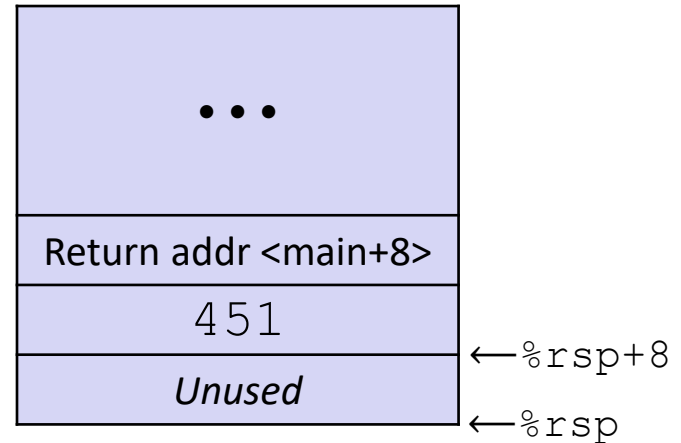 •••
Return addr <main+8>
451
←%rsp+8
Unused
←%rsp